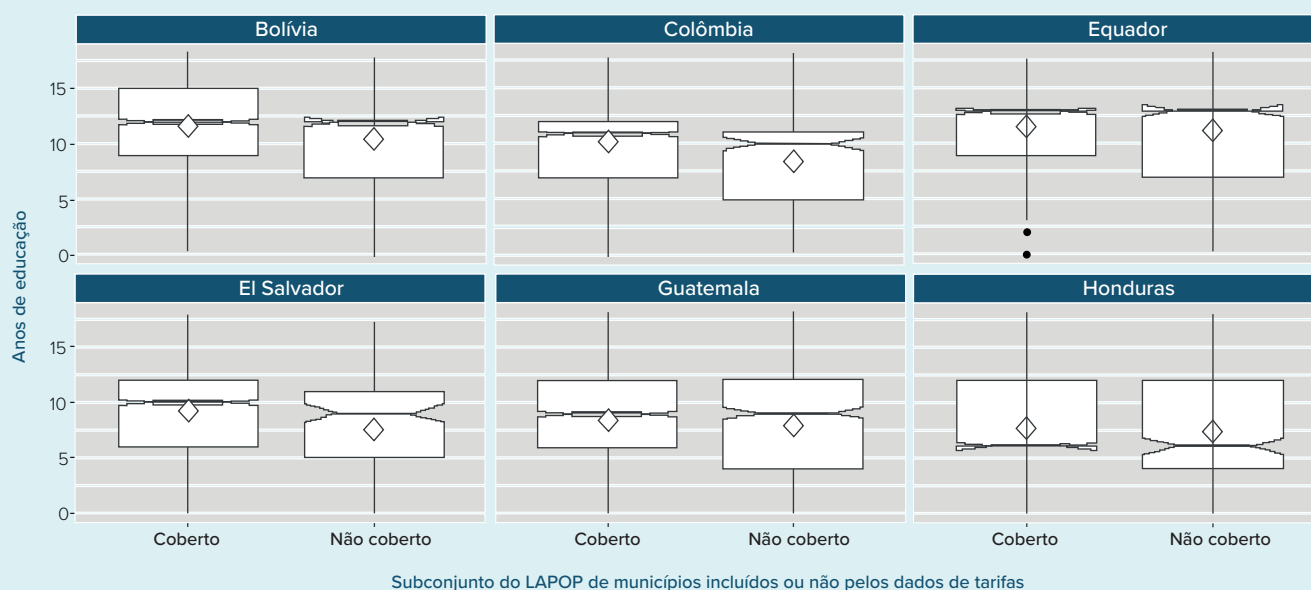 Bolívia
Colômbia
Equador
15
10
5
0
El Salvador
Guatemala
Honduras
15
10
5
0
Anos de educação
Coberto
Não coberto
Coberto
Não coberto
Coberto
Não coberto
Subconjunto do LAPOP de municípios incluídos ou não pelos dados de tarifas